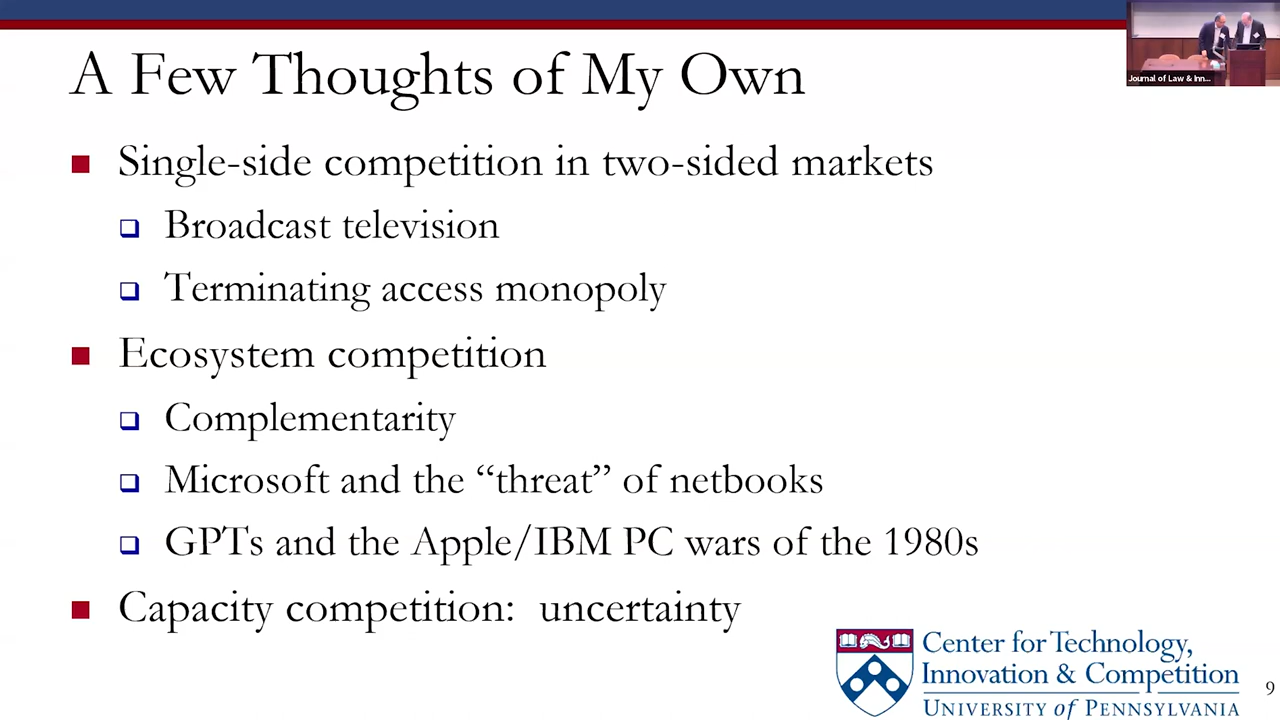 Journal of Law & Inn...
A Few Thoughts of My Own
Single-side competition in two-sided markets
Broadcast television
Terminating access monopoly
Ecosystem competition
Complementarity
Microsoft and the “threat” of netbooks
GPTs and the Apple/IBM PC wars of the 1980s
Capacity competition: uncertainty
Center for Technology,
Innovation & Competition
UNIVERSITY of PENNSYLVANIA
9